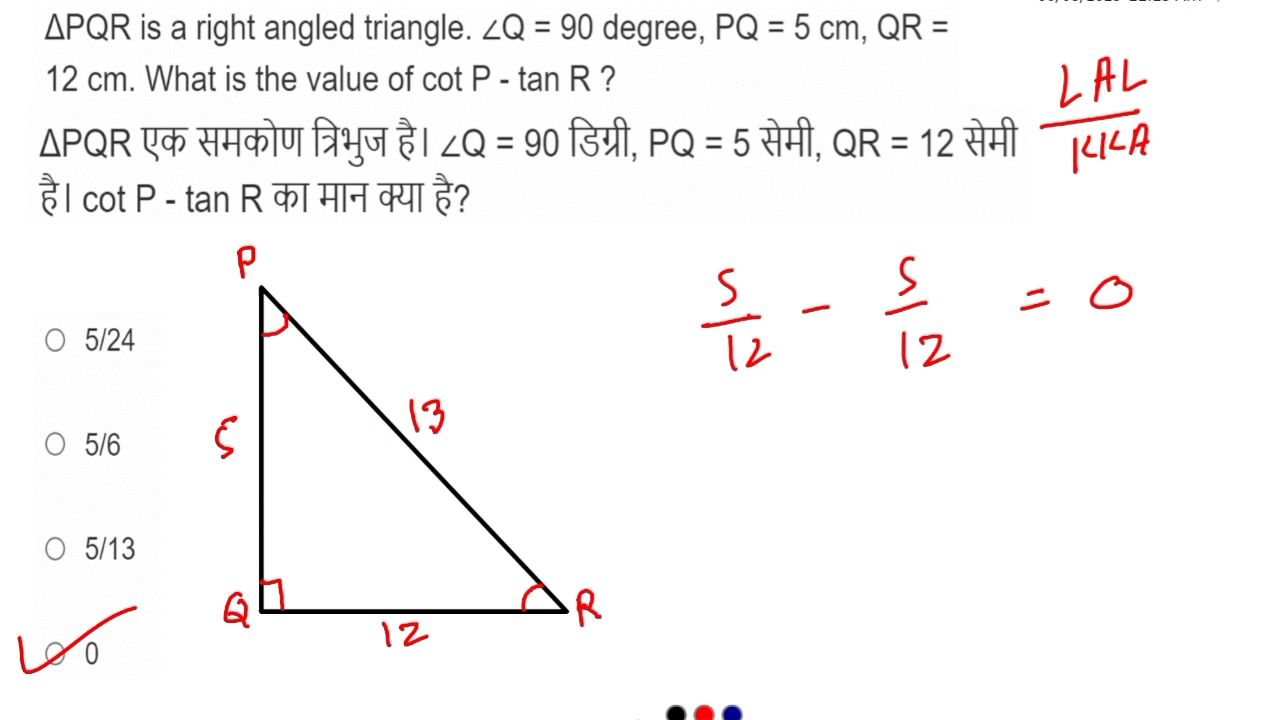 ΔPQR is a right angled triangle. ∠Q = 90 degree, PQ = 5 cm, QR =
12 cm. What is the value of cot P - tan R ?
ΔPQR एक समकोण त्रिभुज है। ∠Q = 90 डिग्री, PQ = 5 सेमी, QR = 12 सेमी
है। cot P - tan R का मान क्या है?
LAL
KKA
P
5/12 - 5/12 = 0
5/24
13
5
5/6
5/13
Q
R
12
0